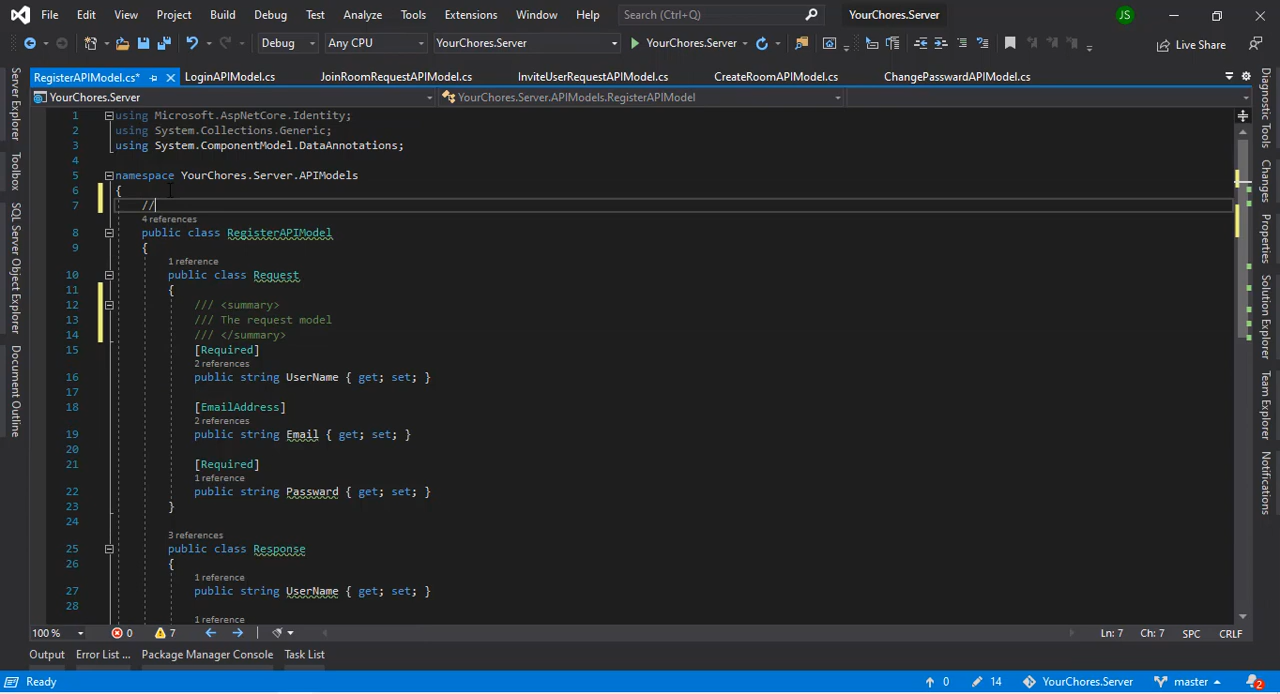 File Edit View Project Build Debug Test Analyze Tools Extensions Window Help Search (Ctrl+Q) YourChores.Server JS
Debug Any CPU YourChores.Server YourChores.Server Live Share
RegisterAPIModel.cs* LoginAPIModel.cs JoinRoomRequestAPIModel.cs InviteUserRequestAPIModel.cs CreateRoomAPIModel.cs ChangePasswordAPIModel.cs
YourChores.Server YourChores.Server.APIModels.RegisterAPIModel
Server Explorer
Toolbox
SQL Server Object Explorer
Document Outline
1 using Microsoft.AspNetCore.Identity;
2 using System.Collections.Generic;
3 using System.ComponentModel.DataAnnotations;
4
5 namespace YourChores.Server.APIModels
6 {
7 //
4 references
8 public class RegisterAPIModel
9 {
1 reference
10 public class Request
11 {
12 /// <summary>
13 /// The request model
14 /// </summary>
15 [Required]
2 references
16 public string UserName { get; set; }
17
18 [EmailAddress]
2 references
19 public string Email { get; set; }
20
21 [Required]
1 reference
22 public string Passward { get; set; }
23 }
24
3 references
25 public class Response
26 {
1 reference
27 public string UserName { get; set; }
28
1 reference
Diagnostic Tools
Changes
Properties
Solution Explorer
Team Explorer
Notifications
100 % 0 7 Ln: 7 Ch: 7 SPC CRLF
Output Error List ... Package Manager Console Task List
Ready 0 14 YourChores.Server master 2